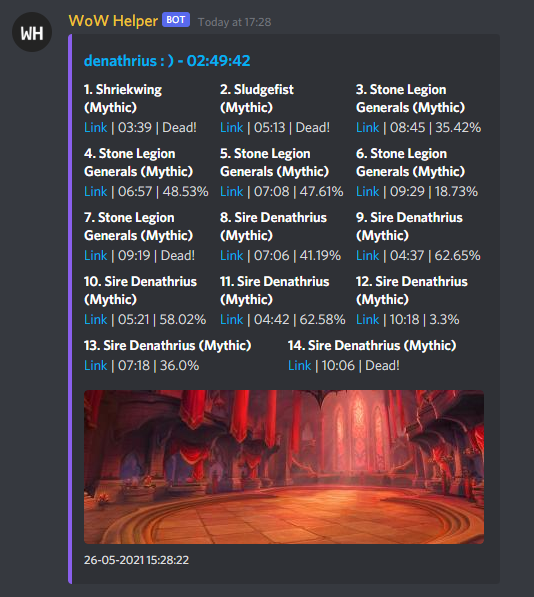 WH
WoW Helper BOT Today at 17:28
denathrius : ) - 02:49:42
1. Shriekwing
(Mythic)
Link | 03:39 | Dead!
2. Sludgefist
(Mythic)
Link | 05:13 | Dead!
3. Stone Legion
Generals (Mythic)
Link | 08:45 | 35.42%
4. Stone Legion
Generals (Mythic)
Link | 06:57 | 48.53%
5. Stone Legion
Generals (Mythic)
Link | 07:08 | 47.61%
6. Stone Legion
Generals (Mythic)
Link | 09:29 | 18.73%
7. Stone Legion
Generals (Mythic)
Link | 09:19 | Dead!
8. Sire Denathrius
(Mythic)
Link | 07:06 | 41.19%
9. Sire Denathrius
(Mythic)
Link | 04:37 | 62.65%
10. Sire Denathrius
(Mythic)
Link | 05:21 | 58.02%
11. Sire Denathrius
(Mythic)
Link | 04:42 | 62.58%
12. Sire Denathrius
(Mythic)
Link | 10:18 | 3.3%
13. Sire Denathrius (Mythic)
Link | 07:18 | 36.0%
14. Sire Denathrius (Mythic)
Link | 10:06 | Dead!
26-05-2021 15:28:22